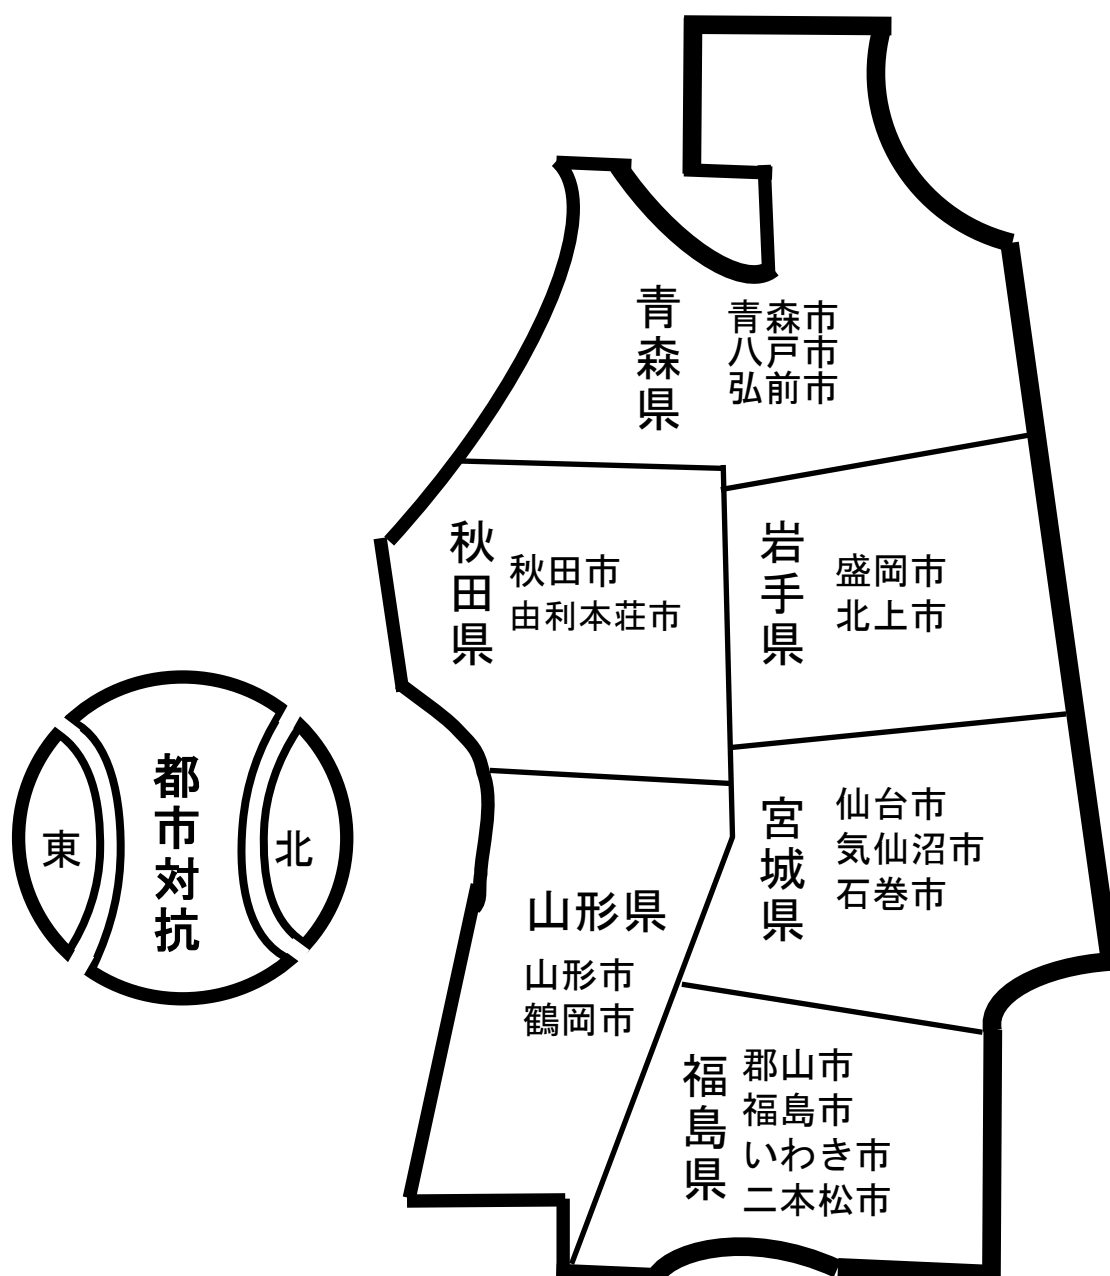 青森県
青森市
八戸市
弘前市
秋田県
秋田市
由利本荘市
岩手県
盛岡市
北上市
東
都市対抗
北
宮城県
仙台市
気仙沼市
石巻市
山形県
山形市
鶴岡市
福島県
郡山市
福島市
いわき市
二本松市